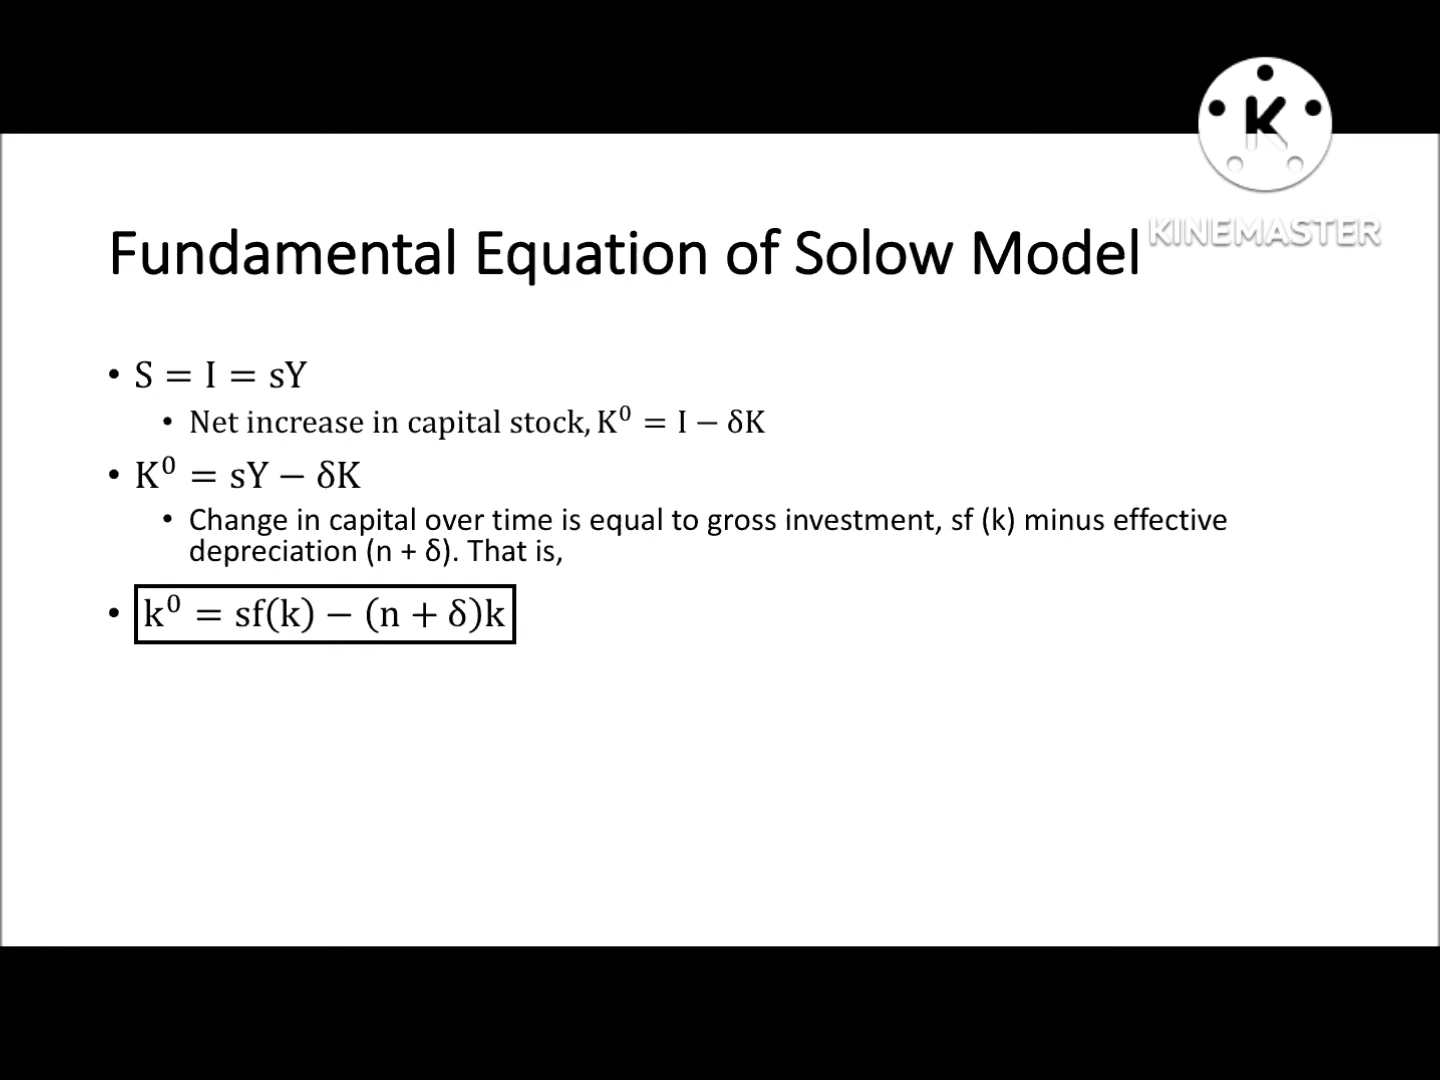 K
KINEMASTER
Fundamental Equation of Solow Model
• S = I = sY
• Net increase in capital stock, K⁰ = I − δK
• K⁰ = sY − δK
• Change in capital over time is equal to gross investment, sf (k) minus effective
depreciation (n + δ). That is,
• k⁰ = sf(k) − (n + δ)k